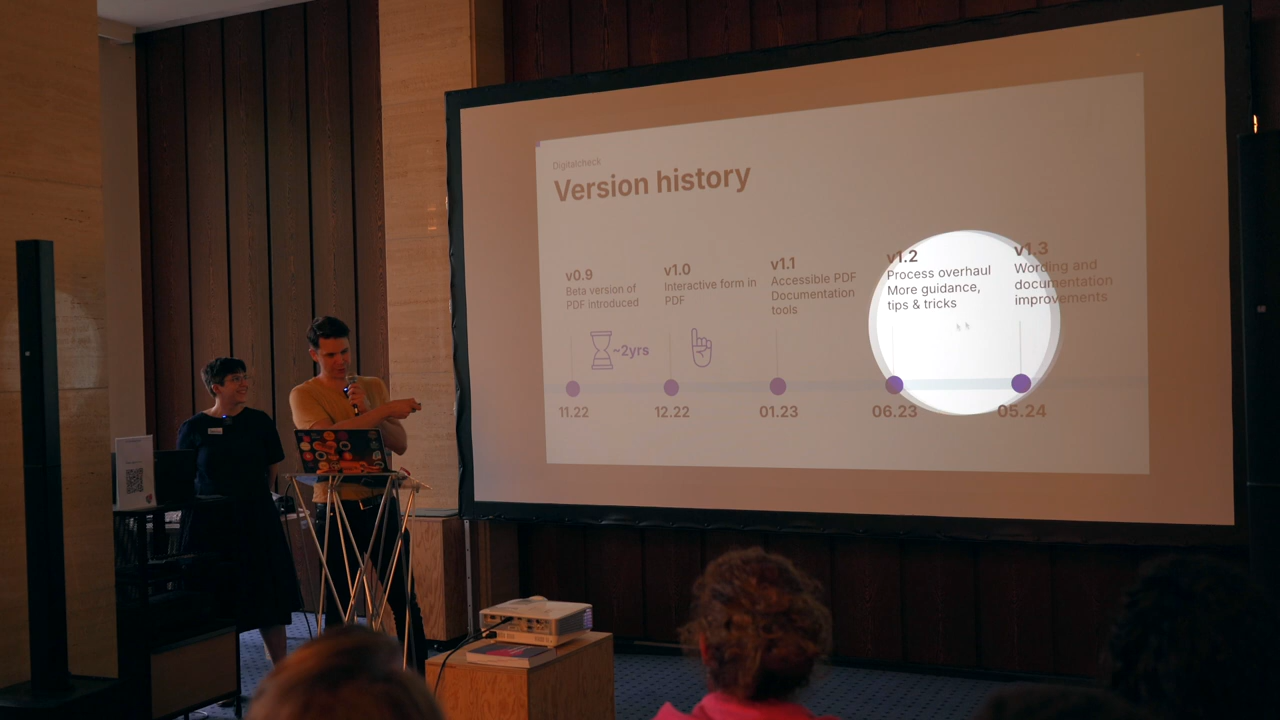 Digitalcheck
Version history
v0.9
Beta version of
PDF introduced
v1.0
Interactive form in
PDF
v1.1
Accessible PDF
Documentation
tools
v1.2
Process overhaul
More guidance,
tips & tricks
v1.3
Wording and
documentation
improvements
~2yrs
11.22
12.22
01.23
06.23
05.24